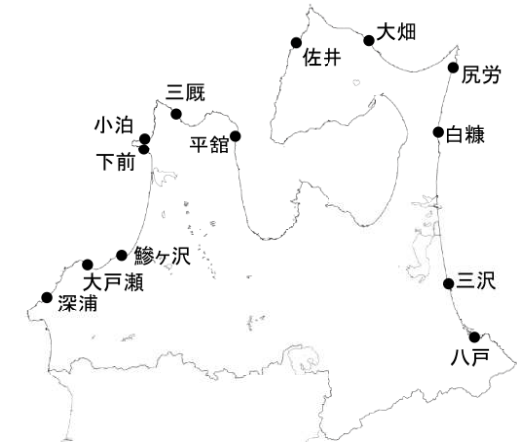 大畑
佐井
尻労
三厩
小泊
平舘
白糠
下前
鰺ヶ沢
大戸瀬
三沢
深浦
八戸